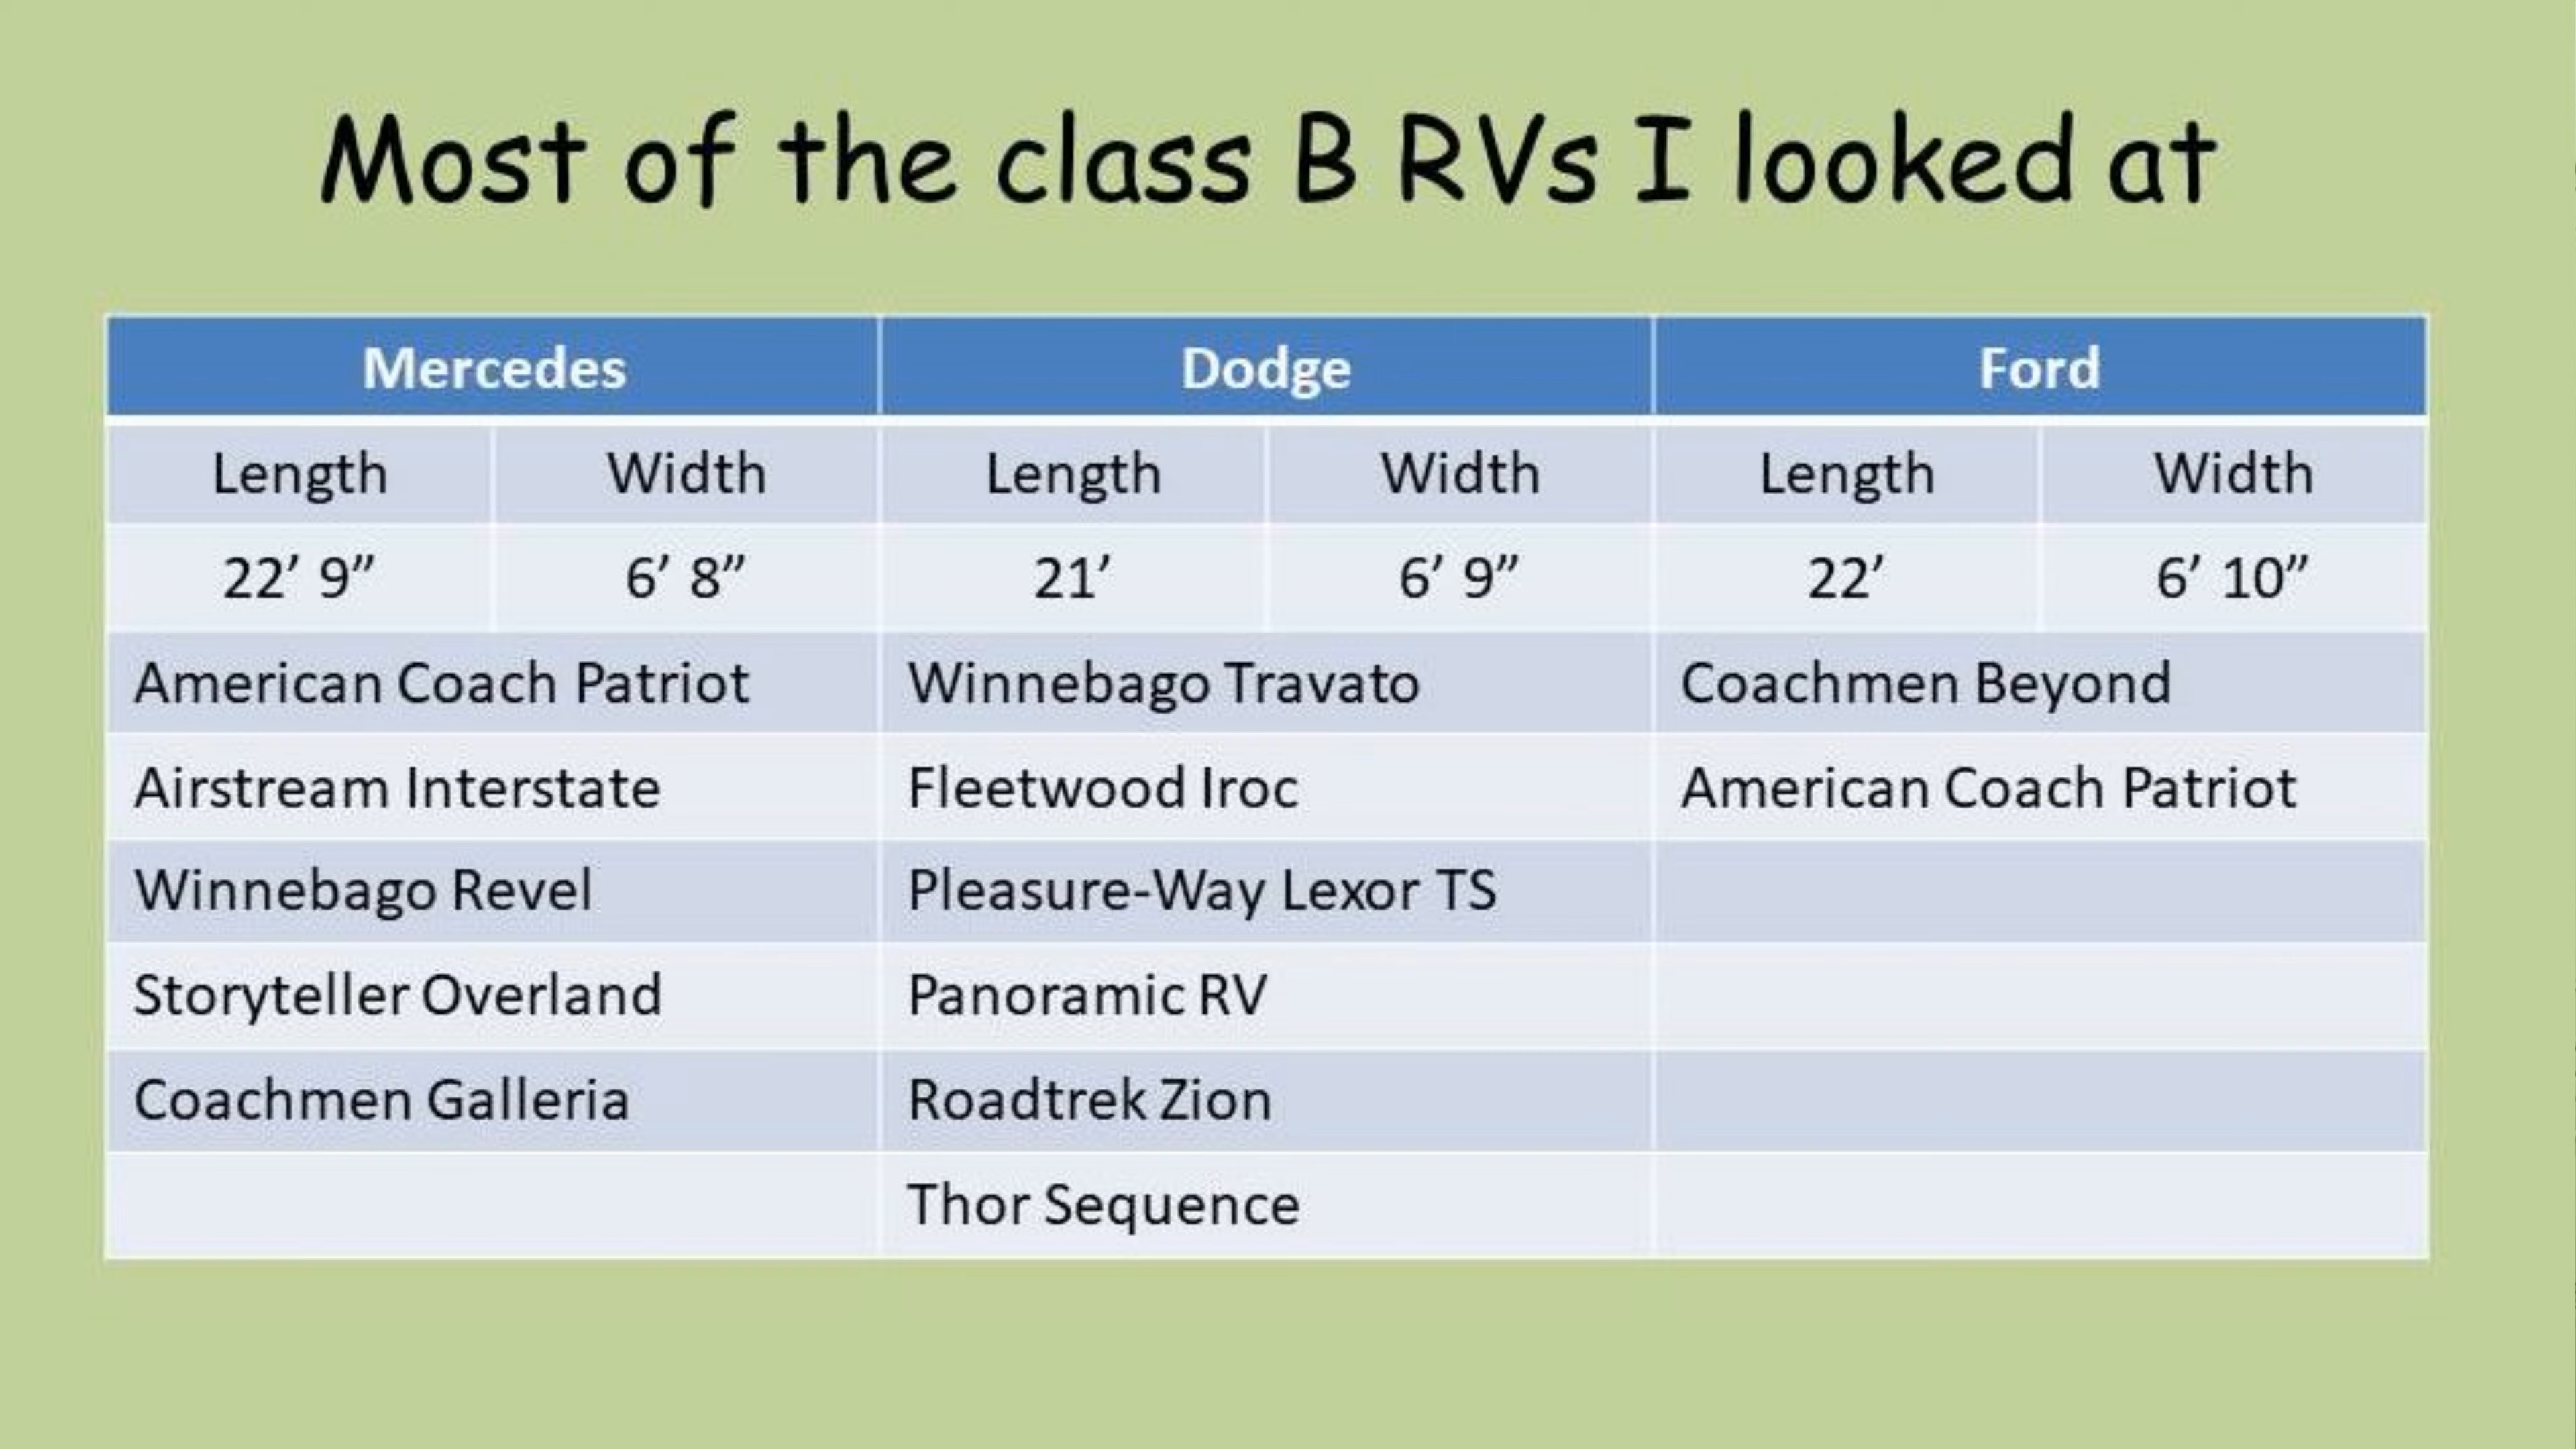 Most of the class B RVs I looked at
Mercedes Dodge Ford
Length Width Length Width Length Width
22’ 9” 6’ 8” 21’ 6’ 9” 22’ 6’ 10”
American Coach Patriot Winnebago Travato Coachmen Beyond
Airstream Interstate Fleetwood Iroc American Coach Patriot
Winnebago Revel Pleasure-Way Lexor TS
Storyteller Overland Panoramic RV
Coachmen Galleria Roadtrek Zion
Thor Sequence